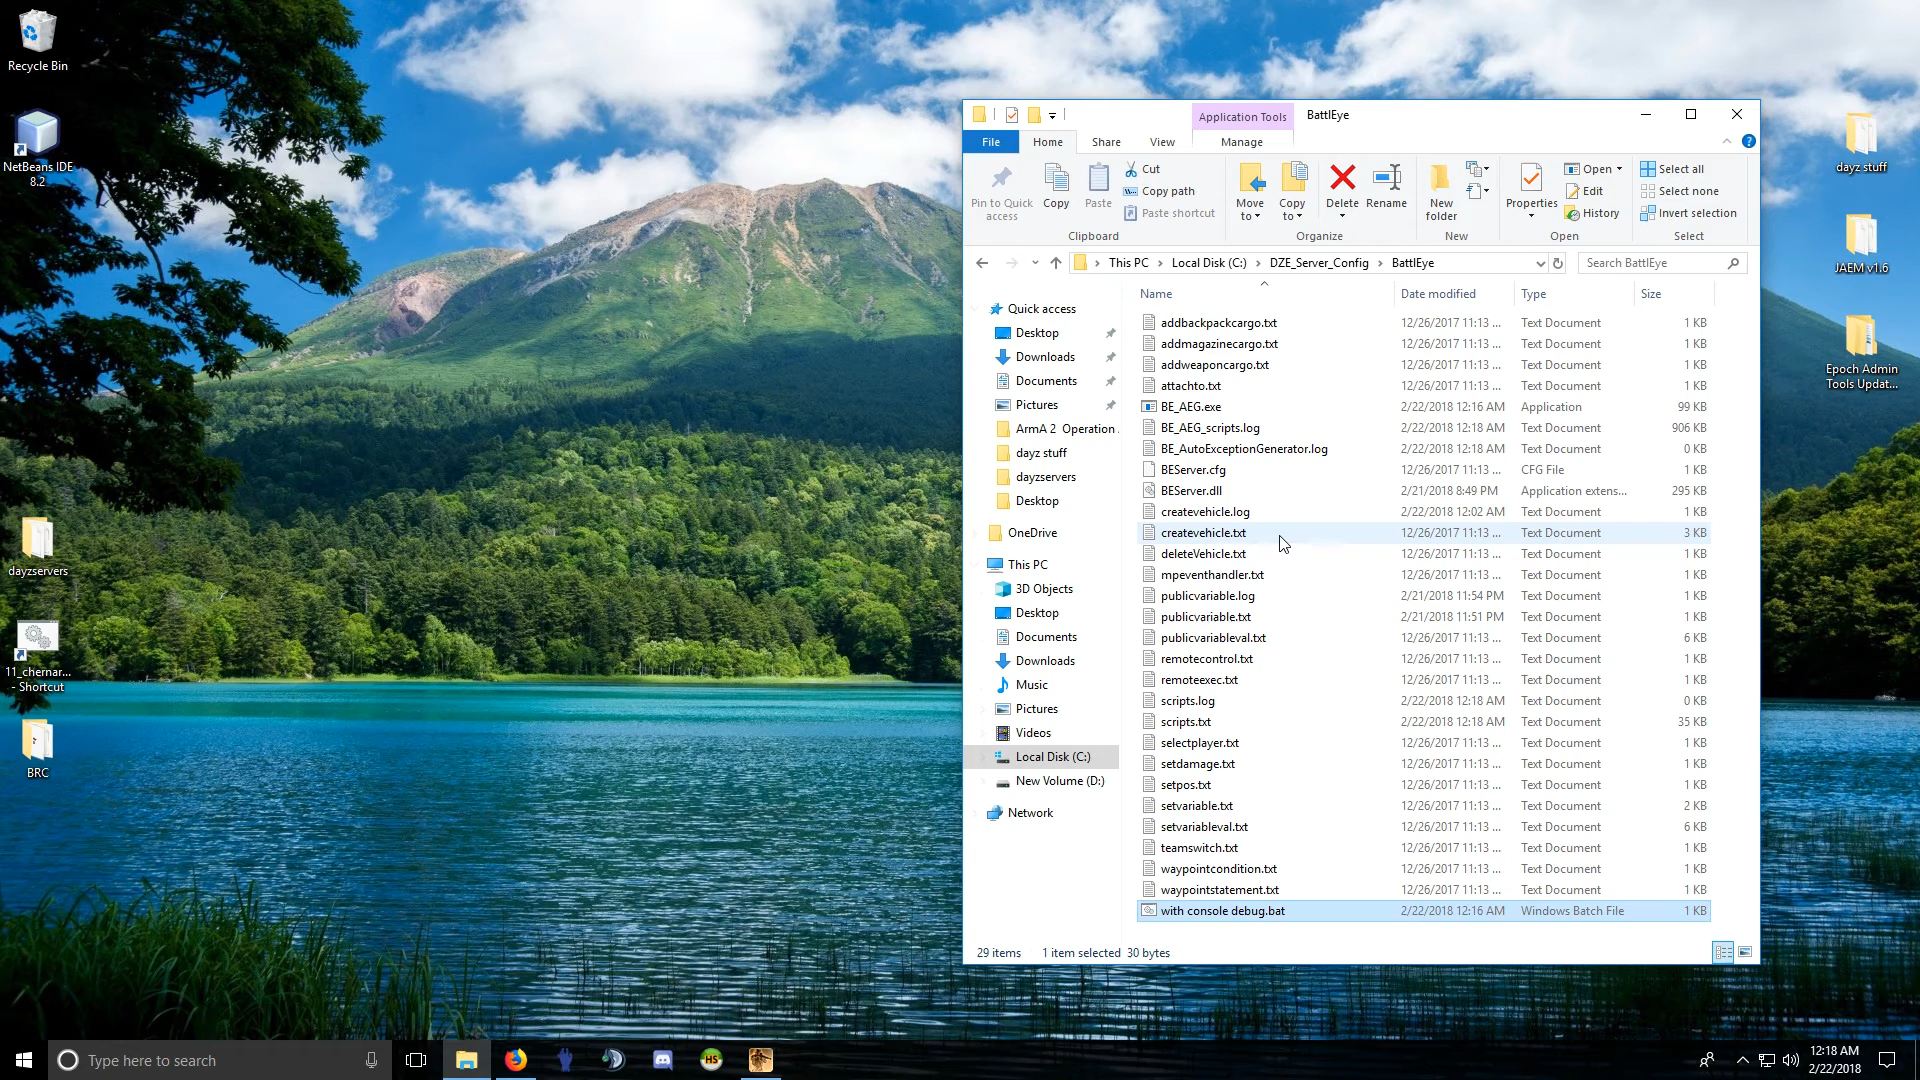 Recycle Bin
NetBeans IDE
8.2
dayzservers
11_chernar...
- Shortcut
BRC
Application Tools
BattlEye
File
Home
Share
View
Manage
Pin to Quick
access
Copy
Paste
Cut
Copy path
Paste shortcut
Clipboard
Move
to
Copy
to
Delete
Rename
Organize
New
folder
New
Properties
Open
Edit
History
Open
Select all
Select none
Invert selection
Select
This PC
Local Disk (C:)
DZE_Server_Config
BattlEye
Search BattlEye
Quick access
Desktop
Downloads
Documents
Pictures
ArmA 2 Operation
dayz stuff
dayzservers
Desktop
OneDrive
This PC
3D Objects
Desktop
Documents
Downloads
Music
Pictures
Videos
Local Disk (C:)
New Volume (D:)
Network
Name Date modified Type Size
addbackpackcargo.txt 12/26/2017 11:13 ... Text Document 1 KB
addmagazinecargo.txt 12/26/2017 11:13 ... Text Document 1 KB
addweaponcargo.txt 12/26/2017 11:13 ... Text Document 1 KB
attachto.txt 12/26/2017 11:13 ... Text Document 1 KB
BE_AEG.exe 2/22/2018 12:16 AM Application 99 KB
BE_AEG_scripts.log 2/22/2018 12:18 AM Text Document 906 KB
BE_AutoExceptionGenerator.log 2/22/2018 12:18 AM Text Document 0 KB
BEServer.cfg 12/26/2017 11:13 ... CFG File 1 KB
BEServer.dll 2/21/2018 8:49 PM Application extens... 295 KB
createvehicle.log 2/22/2018 12:02 AM Text Document 1 KB
createvehicle.txt 12/26/2017 11:13 ... Text Document 3 KB
deleteVehicle.txt 12/26/2017 11:13 ... Text Document 1 KB
mpeventhandler.txt 12/26/2017 11:13 ... Text Document 1 KB
publicvariable.log 2/21/2018 11:54 PM Text Document 1 KB
publicvariable.txt 2/21/2018 11:51 PM Text Document 1 KB
publicvariableval.txt 12/26/2017 11:13 ... Text Document 6 KB
remotecontrol.txt 12/26/2017 11:13 ... Text Document 1 KB
remoteexec.txt 12/26/2017 11:13 ... Text Document 1 KB
scripts.log 2/22/2018 12:18 AM Text Document 0 KB
scripts.txt 2/22/2018 12:18 AM Text Document 35 KB
selectplayer.txt 12/26/2017 11:13 ... Text Document 1 KB
setdamage.txt 12/26/2017 11:13 ... Text Document 1 KB
setpos.txt 12/26/2017 11:13 ... Text Document 1 KB
setvariable.txt 12/26/2017 11:13 ... Text Document 2 KB
setvariableval.txt 12/26/2017 11:13 ... Text Document 6 KB
teamswitch.txt 12/26/2017 11:13 ... Text Document 1 KB
waypointcondition.txt 12/26/2017 11:13 ... Text Document 1 KB
waypointstatement.txt 12/26/2017 11:13 ... Text Document 1 KB
with console debug.bat 2/22/2018 12:16 AM Windows Batch File 1 KB
29 items 1 item selected 30 bytes
dayz stuff
JAEM v1.6
Epoch Admin
Tools Updat...
Type here to search
HS
12:18 AM
2/22/2018